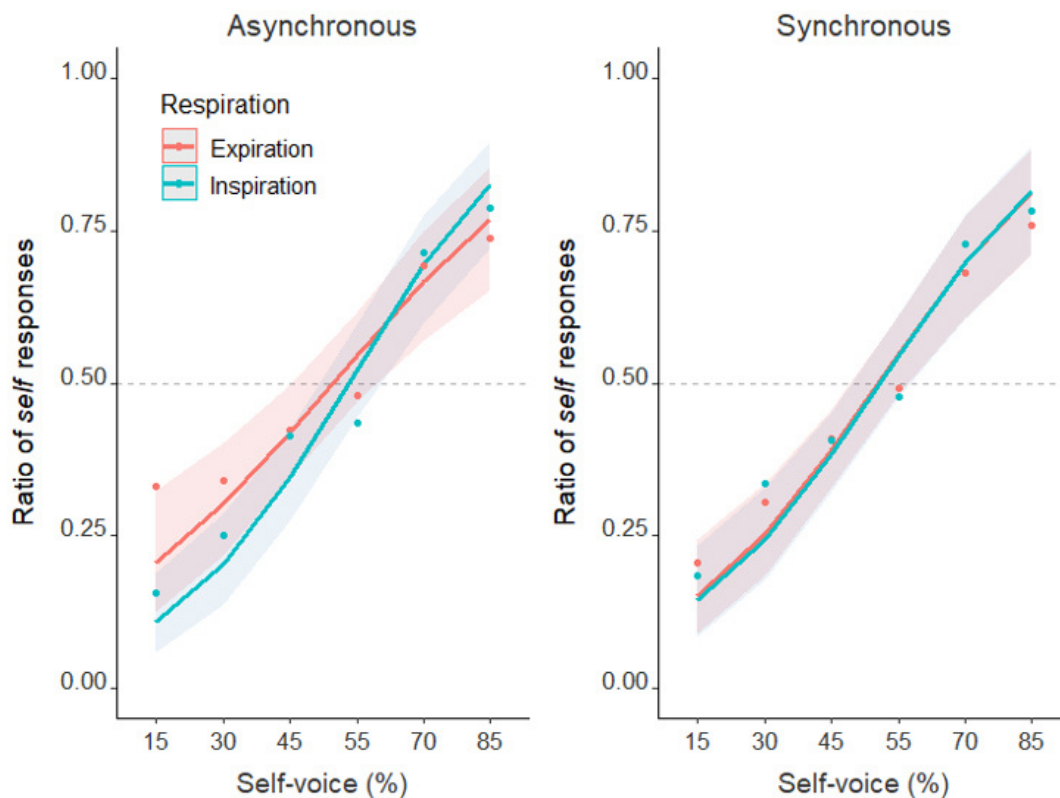 Asynchronous
Synchronous
Respiration
Expiration
Inspiration
Ratio of self responses
1.00
0.75
0.50
0.25
0.00
15 30 45 55 70 85
Self-voice (%)
Ratio of self responses
1.00
0.75
0.50
0.25
0.00
15 30 45 55 70 85
Self-voice (%)